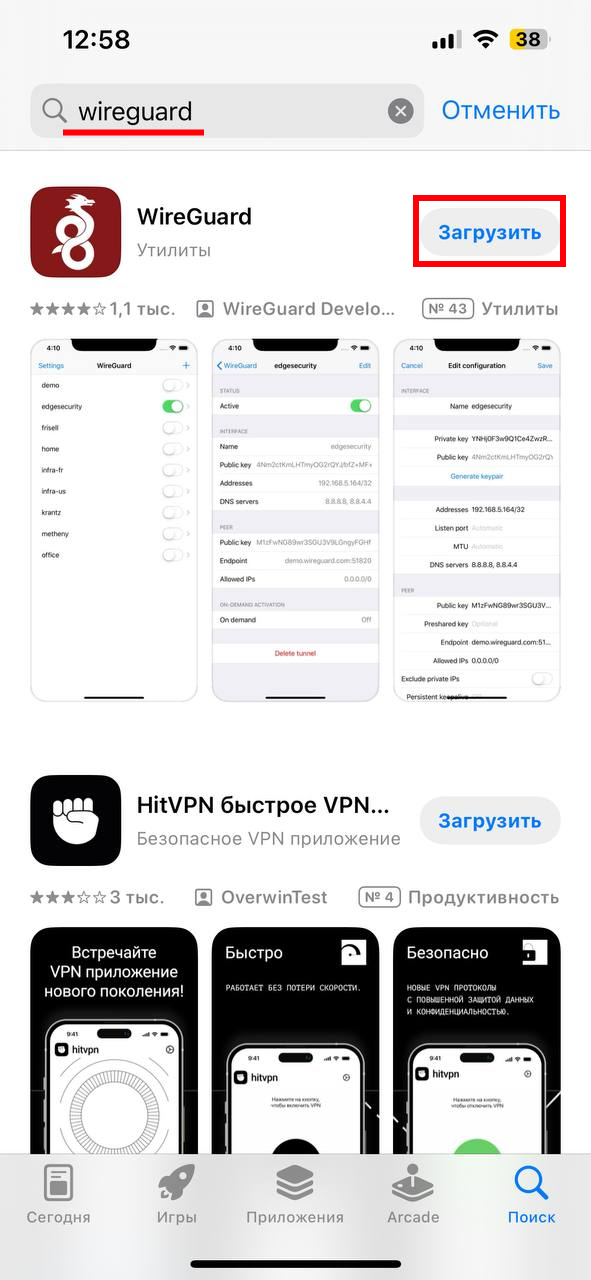 12:58
38
wireguard
Отменить
WireGuard
Утилиты
Загрузить
1,1 тыс.
WireGuard Develo...
№ 43
Утилиты
4:10
Settings
WireGuard
+
demo
edgesecurity
frisell
home
infra-fr
infra-us
krantz
metheny
office
4:10
WireGuard
edgesecurity
Edit
STATUS
Active
INTERFACE
Name edgesecurity
Public key
Addresses 192.168.5.164/32
DNS servers 8.8.8.8, 8.8.4.4
PEER
Public key
Endpoint demo.wireguard.com:51820
Allowed IPs 0.0.0.0/0
ON-DEMAND ACTIVATION
On demand Off
Delete tunnel
4:10
Cancel
Edit configuration
Save
INTERFACE
Name edgesecurity
Private key
Public key
Generate keypair
Addresses 192.168.5.164/32
Listen port Automatic
MTU Automatic
DNS servers 8.8.8.8, 8.8.4.4
PEER
Public key
Preshared key Optional
Endpoint demo.wireguard.com:51...
Allowed IPs 0.0.0.0/0
Exclude private IPs
Persistent keepalive
HitVPN быстрое VPN...
Безопасное VPN приложение
Загрузить
3 тыс.
OverwinTest
№ 4
Продуктивность
Встречайте
VPN приложение
нового поколения!
9:41
hitvpn
Быстро
РАБОТАЕТ БЕЗ ПОТЕРИ СКОРОСТИ.
9:41
hitvpn
Нажмите на кнопку,
чтобы включить VPN
Безопасно
НОВЫЕ VPN ПРОТОКОЛЫ
С ПОВЫШЕННОЙ ЗАЩИТОЙ ДАННЫХ
И КОНФИДЕНЦИАЛЬНОСТЬЮ.
9:41
hitvpn
Нажмите на кнопку,
чтобы отключить VPN
Сегодня
Игры
Приложения
Arcade
Поиск